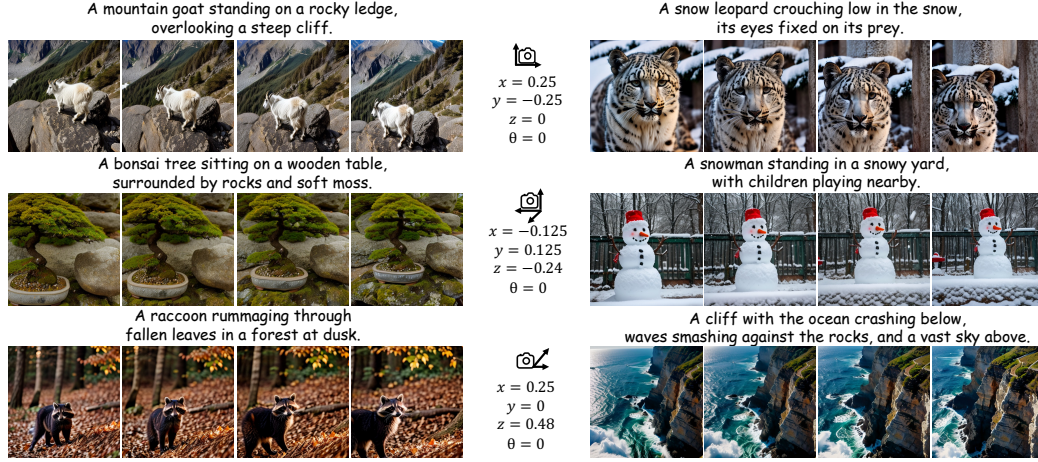 A mountain goat standing on a rocky ledge,
overlooking a steep cliff.
x = 0.25
y = −0.25
z = 0
θ = 0
A snow leopard crouching low in the snow,
its eyes fixed on its prey.
A bonsai tree sitting on a wooden table,
surrounded by rocks and soft moss.
x = −0.125
y = 0.125
z = −0.24
θ = 0
A snowman standing in a snowy yard,
with children playing nearby.
A raccoon rummaging through
fallen leaves in a forest at dusk.
x = 0.25
y = 0
z = 0.48
θ = 0
A cliff with the ocean crashing below,
waves smashing against the rocks, and a vast sky above.